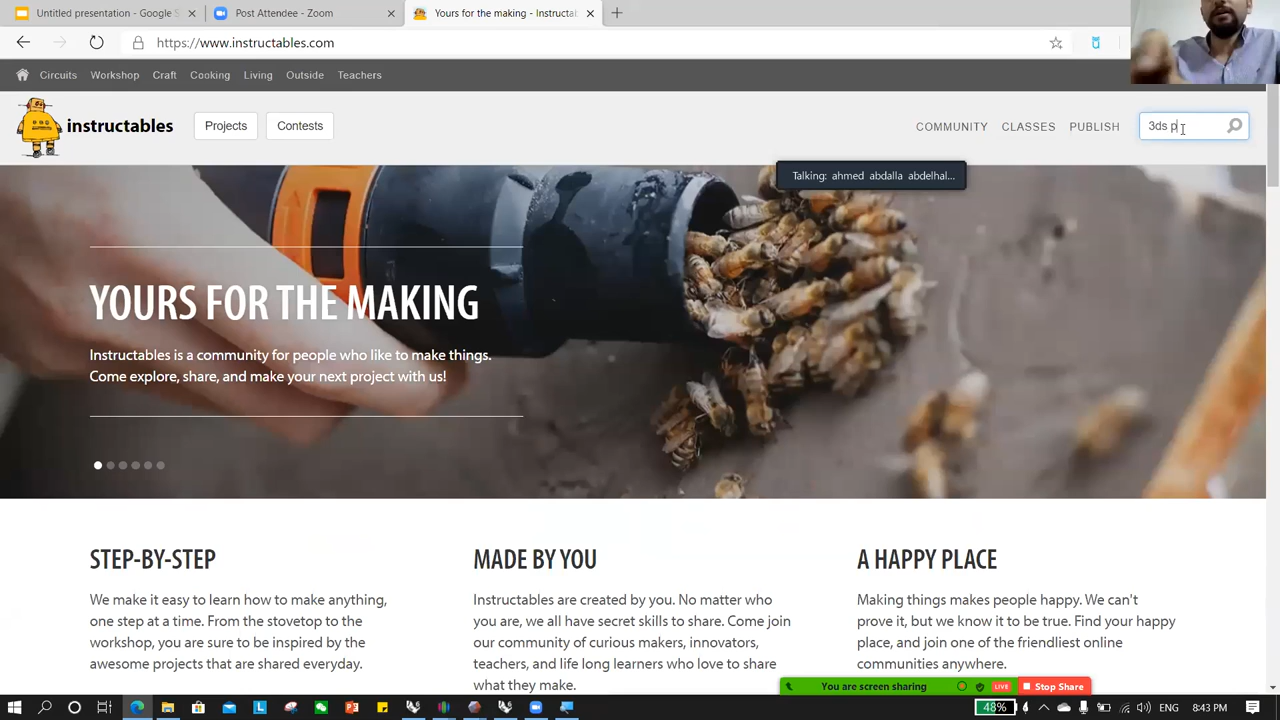 Untitled presentation - Google S
Post Attendee - Zoom
Yours for the making - Instructab
https://www.instructables.com
Circuits
Workshop
Craft
Cooking
Living
Outside
Teachers
instructables
Projects
Contests
COMMUNITY
CLASSES
PUBLISH
3ds p
Talking: ahmed abdalla abdelhal...
YOURS FOR THE MAKING
Instructables is a community for people who like to make things.
Come explore, share, and make your next project with us!
STEP-BY-STEP
We make it easy to learn how to make anything,
one step at a time. From the stovetop to the
workshop, you are sure to be inspired by the
awesome projects that are shared everyday.
MADE BY YOU
Instructables are created by you. No matter who
you are, we all have secret skills to share. Come join
our community of curious makers, innovators,
teachers, and life long learners who love to share
what they make.
A HAPPY PLACE
Making things makes people happy. We can't
prove it, but we know it to be true. Find your happy
place, and join one of the friendliest online
communities anywhere.
You are screen sharing
LIVE
Stop Share
48%
ENG
8:43 PM